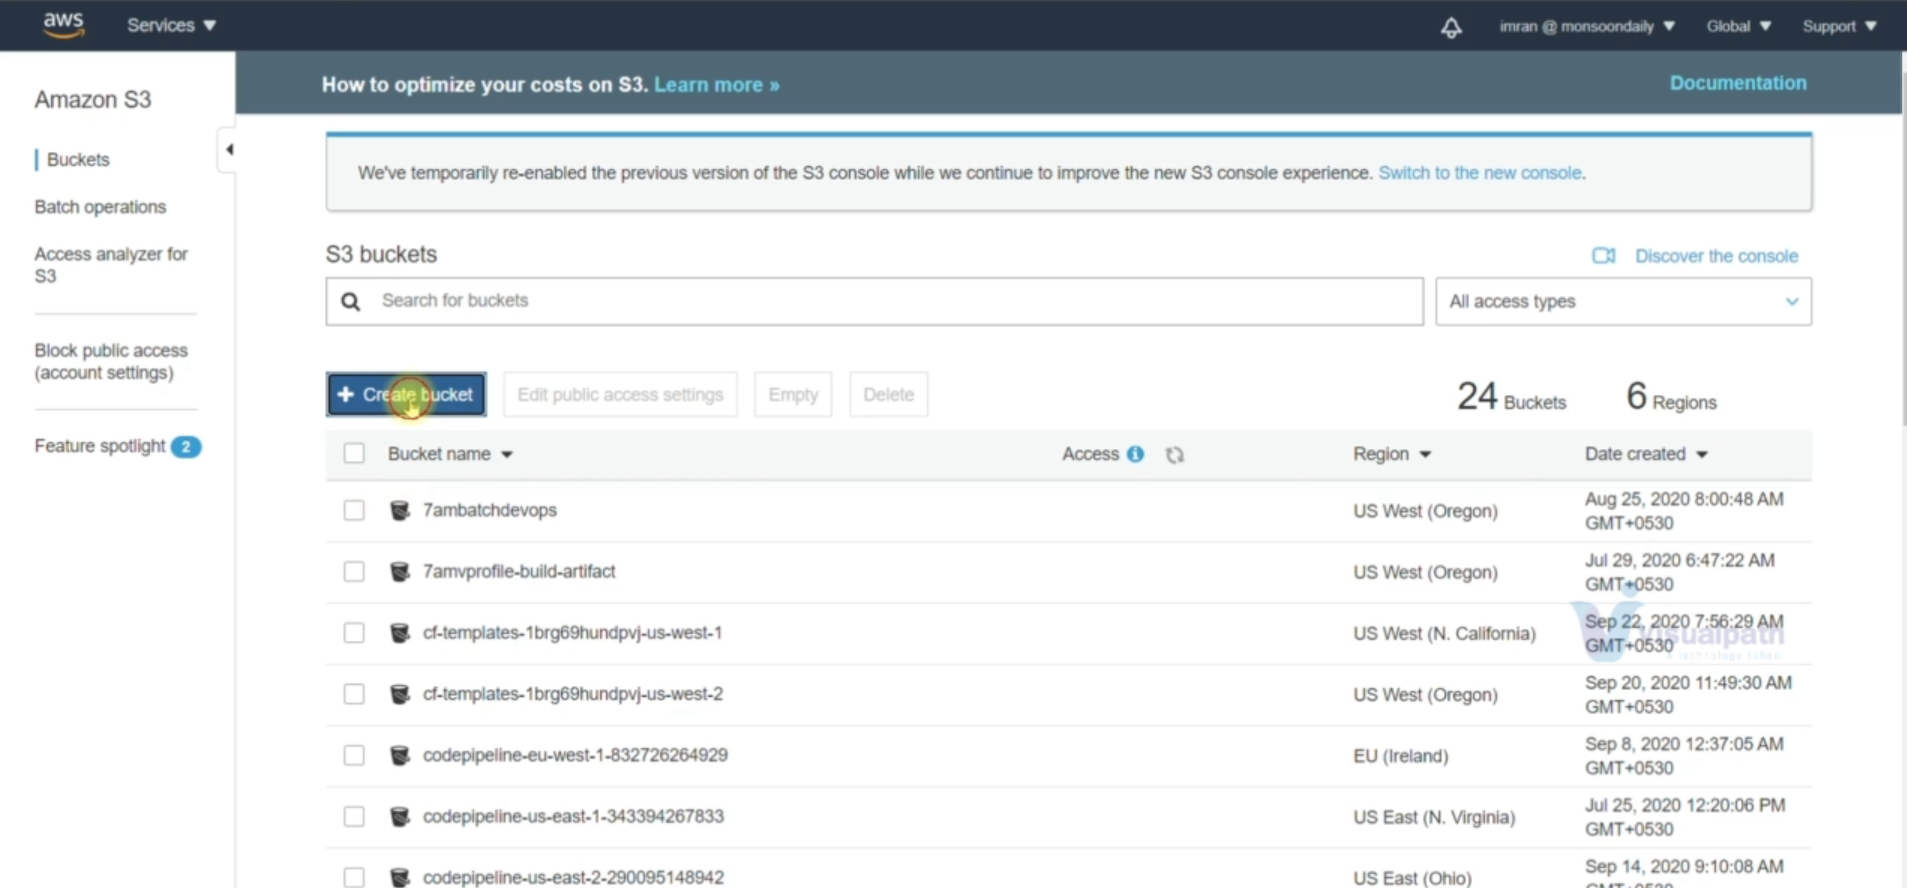 aws Services imran @ monsoondaily Global Support
How to optimize your costs on S3. Learn more » Documentation
Amazon S3
Buckets
Batch operations
Access analyzer for
S3
Block public access
(account settings)
Feature spotlight 2
We've temporarily re-enabled the previous version of the S3 console while we continue to improve the new S3 console experience. Switch to the new console.
S3 buckets Discover the console
Search for buckets All access types
+ Create bucket Edit public access settings Empty Delete 24 Buckets 6 Regions
Bucket name Access Region Date created
7ambatchdevops US West (Oregon) Aug 25, 2020 8:00:48 AM
GMT+0530
7amvprofile-build-artifact US West (Oregon) Jul 29, 2020 6:47:22 AM
GMT+0530
cf-templates-1brg69hundpvj-us-west-1 US West (N. California) Sep 22, 2020 7:56:29 AM
GMT+0530
Visualpath
cf-templates-1brg69hundpvj-us-west-2 US West (Oregon) Sep 20, 2020 11:49:30 AM
GMT+0530
codepipeline-eu-west-1-832726264929 EU (Ireland) Sep 8, 2020 12:37:05 AM
GMT+0530
codepipeline-us-east-1-343394267833 US East (N. Virginia) Jul 25, 2020 12:20:06 PM
GMT+0530
codepipeline-us-east-2-290095148942 US East (Ohio) Sep 14, 2020 9:10:08 AM